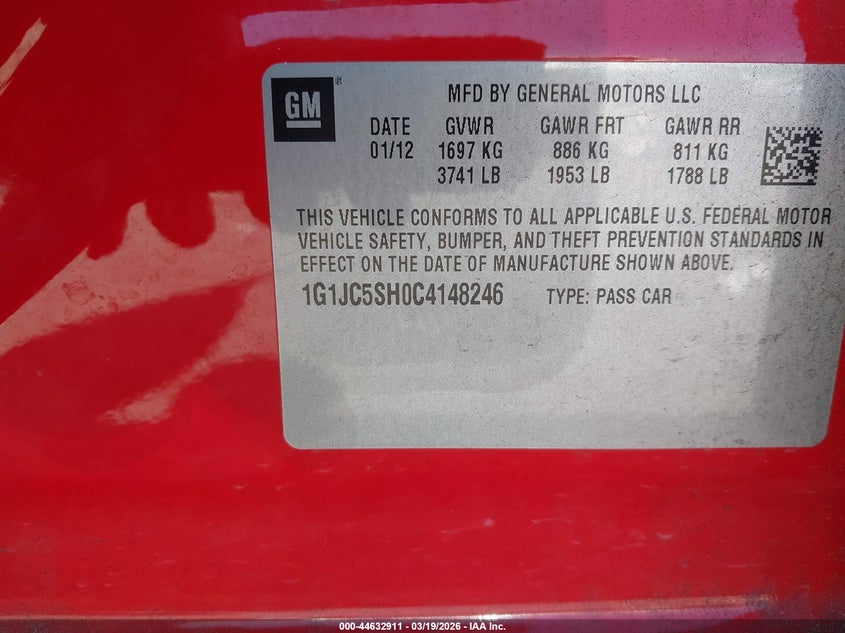 GM
MFD BY GENERAL MOTORS LLC
DATE GVWR GAWR FRT GAWR RR
01/12 1697 KG 886 KG 811 KG
3741 LB 1953 LB 1788 LB
THIS VEHICLE CONFORMS TO ALL APPLICABLE U.S. FEDERAL MOTOR
VEHICLE SAFETY, BUMPER, AND THEFT PREVENTION STANDARDS IN
EFFECT ON THE DATE OF MANUFACTURE SHOWN ABOVE.
1G1JC5SH0C4148246 TYPE: PASS CAR
000-44632911 - 03/19/2026 - IAA Inc.